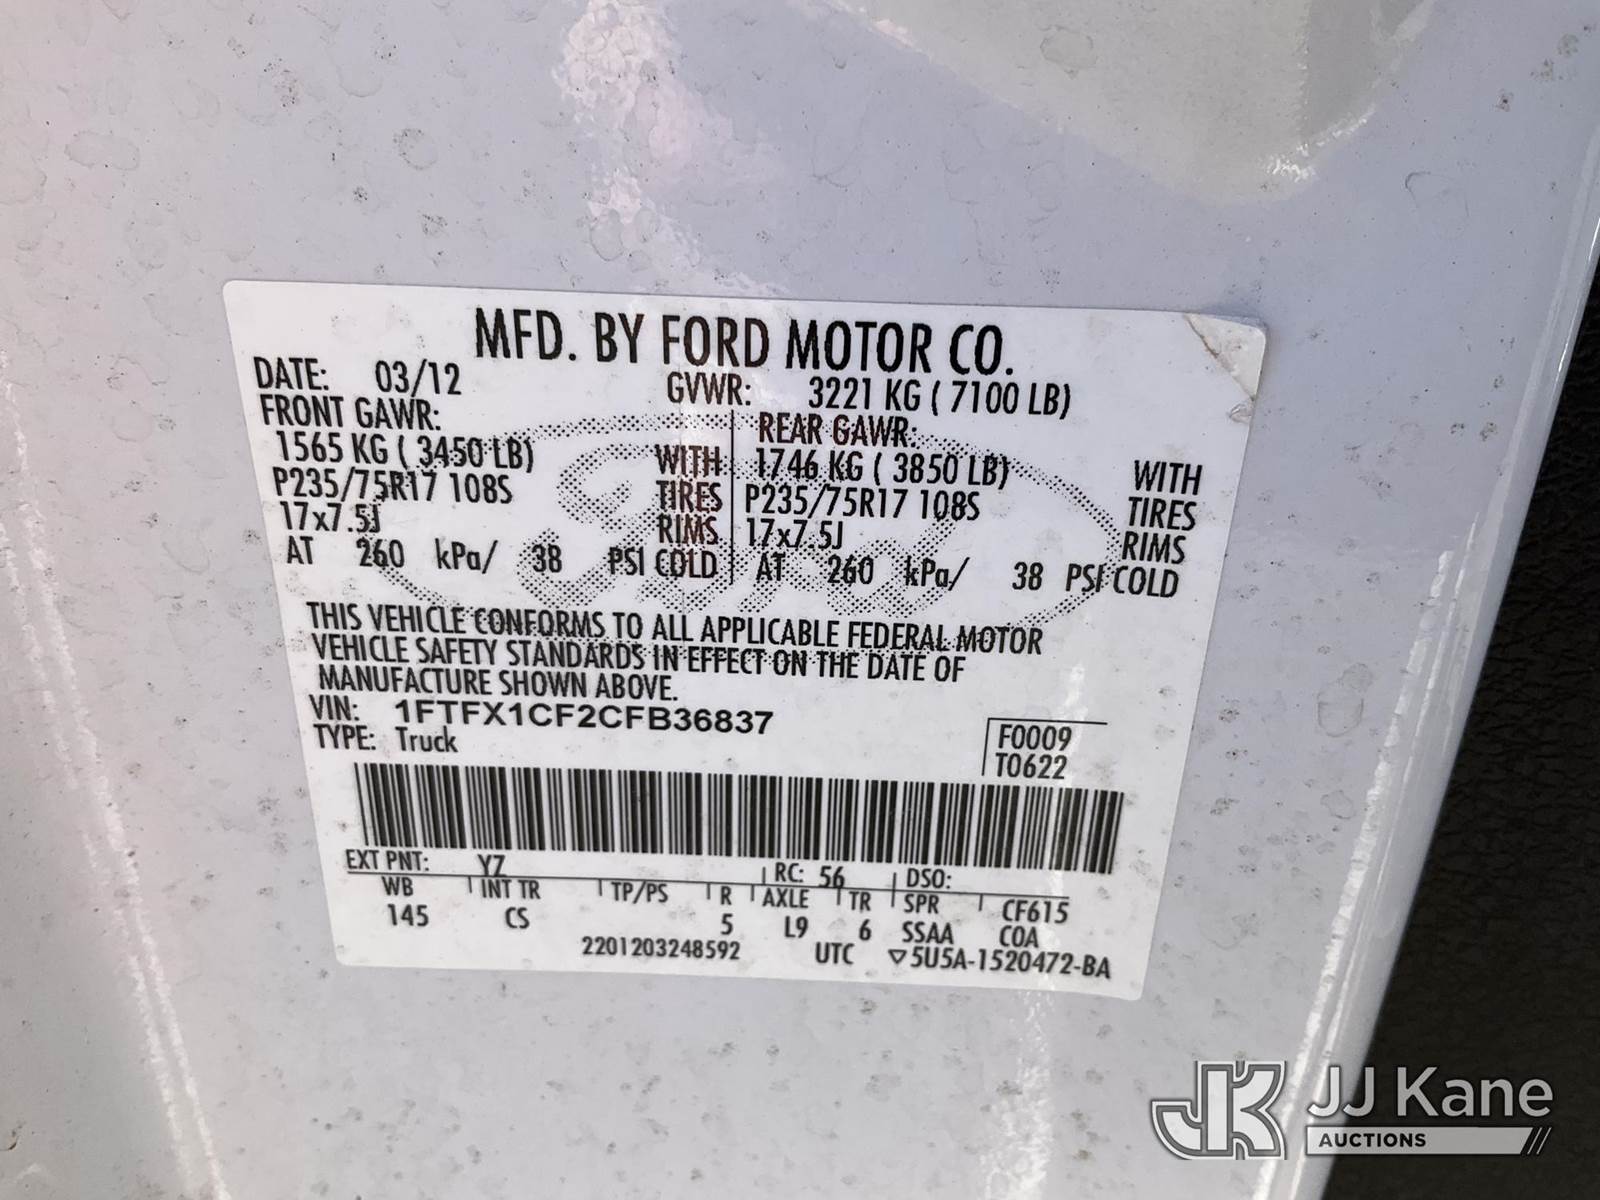 MFD. BY FORD MOTOR CO.
DATE: 03/12 GVWR: 3221 KG ( 7100 LB)
FRONT GAWR: REAR GAWR:
1565 KG ( 3450 LB) WITH 1746 KG ( 3850 LB) WITH
P235/75R17 108S TIRES P235/75R17 108S TIRES
17x7.5J RIMS 17x7.5J RIMS
AT 260 kPa/ 38 PSI COLD AT 260 kPa/ 38 PSI COLD
THIS VEHICLE CONFORMS TO ALL APPLICABLE FEDERAL MOTOR
VEHICLE SAFETY STANDARDS IN EFFECT ON THE DATE OF
MANUFACTURE SHOWN ABOVE.
VIN: 1FTFX1CF2CFB36837
TYPE: Truck
F0009
T0622
EXT PNT: YZ RC: 56 DSO:
WB INT TR TP/PS R AXLE TR SPR CF615
145 CS 5 L9 6 SSAA COA
2201203248592 UTC ▽5U5A-1520472-BA
Ford
JK JJ Kane
AUCTIONS